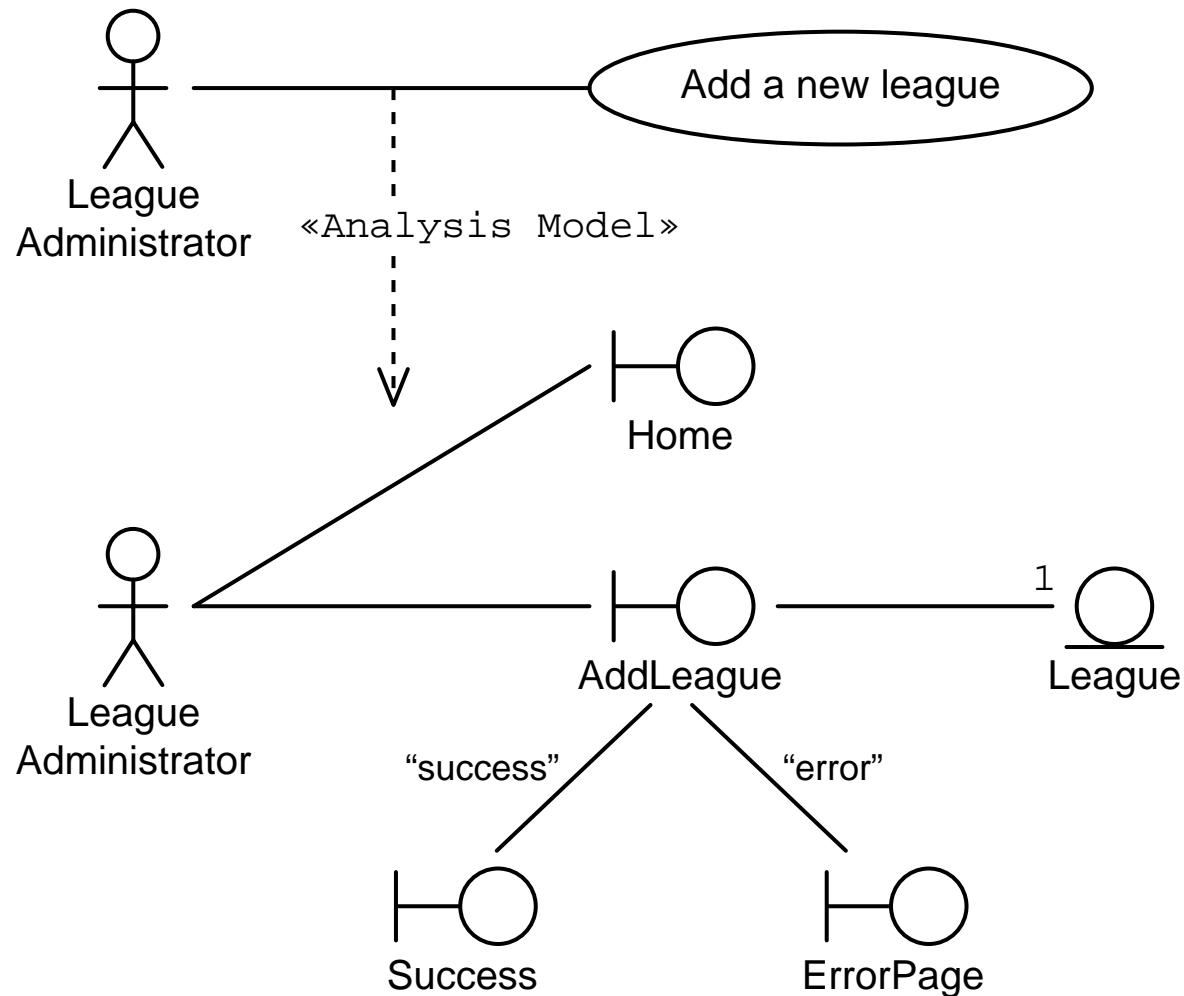 Add a new league
League
Administrator
«Analysis Model»
Home
1
AddLeague
League
League
Administrator
“success”
“error”
Success
ErrorPage